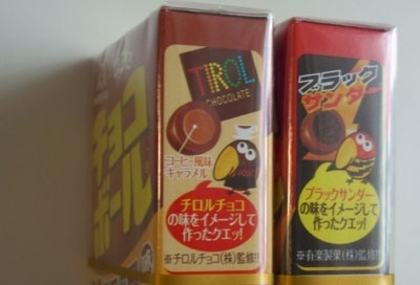 チョコ
ボール
TIROL
CHOCOLATE
コーヒー風味
キャラメル
チロルチョコ
の味をイメージして
作ったクエッ!
※チロルチョコ(株)監修!!
ブラック
サンダー
ブラックサンダー
の味をイメージして
作ったクエッ!
※有楽製菓(株)監修!!